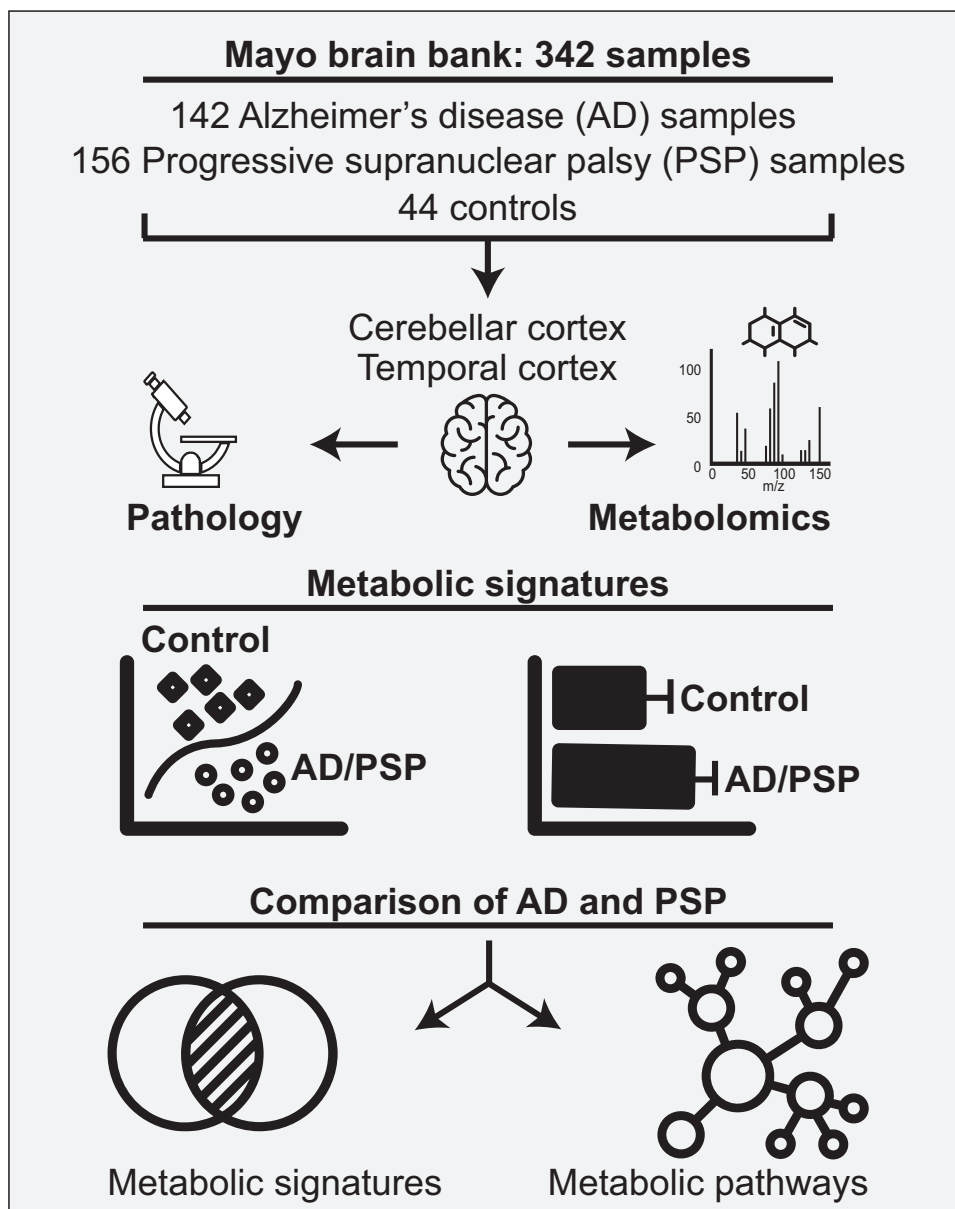 Mayo brain bank: 342 samples
142 Alzheimer’s disease (AD) samples
156 Progressive supranuclear palsy (PSP) samples
44 controls
Cerebellar cortex
Temporal cortex
100
50
0
0 50 100 150
m/z
Pathology
Metabolomics
Metabolic signatures
Control
AD/PSP
Control
AD/PSP
Comparison of AD and PSP
Metabolic signatures
Metabolic pathways